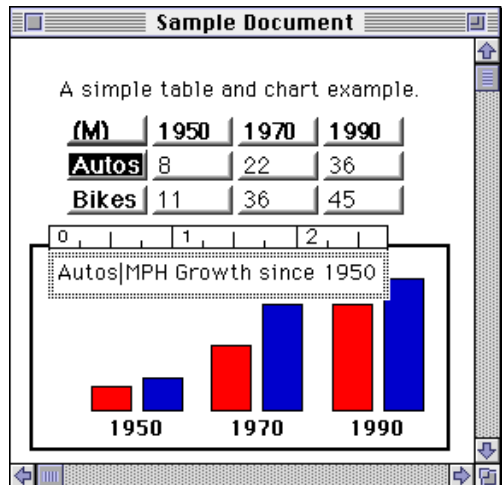 Sample Document
A simple table and chart example.
(M) 1950 1970 1990
Autos 8 22 36
Bikes 11 36 45
0 1 2
Autos|MPH Growth since 1950
1950 1970 1990